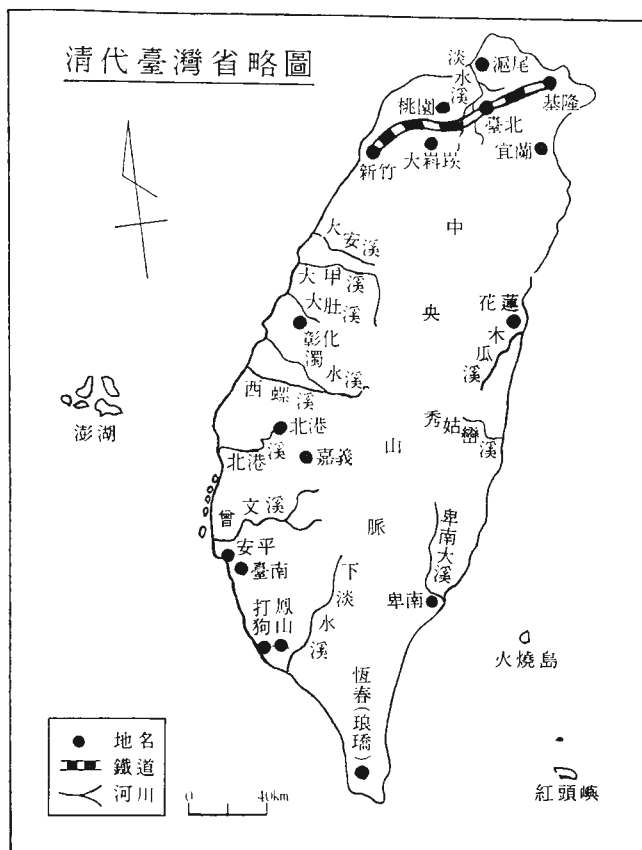 清代臺灣省略圖
淡水溪
滬尾
基隆
桃園
臺北
新竹
大嵙崁
宜蘭
大安溪
中央山脈
大甲溪
大肚溪
花蓮
彰化
木瓜溪
濁水溪
西螺溪
澎湖
北港
秀姑巒溪
北港溪
嘉義
曾文溪
卑南大溪
安平
臺南
下淡水溪
卑南
打狗
鳳山
火燒島
恆春(琅𤩝)
紅頭嶼
地名
鐵道
河川
0 40km